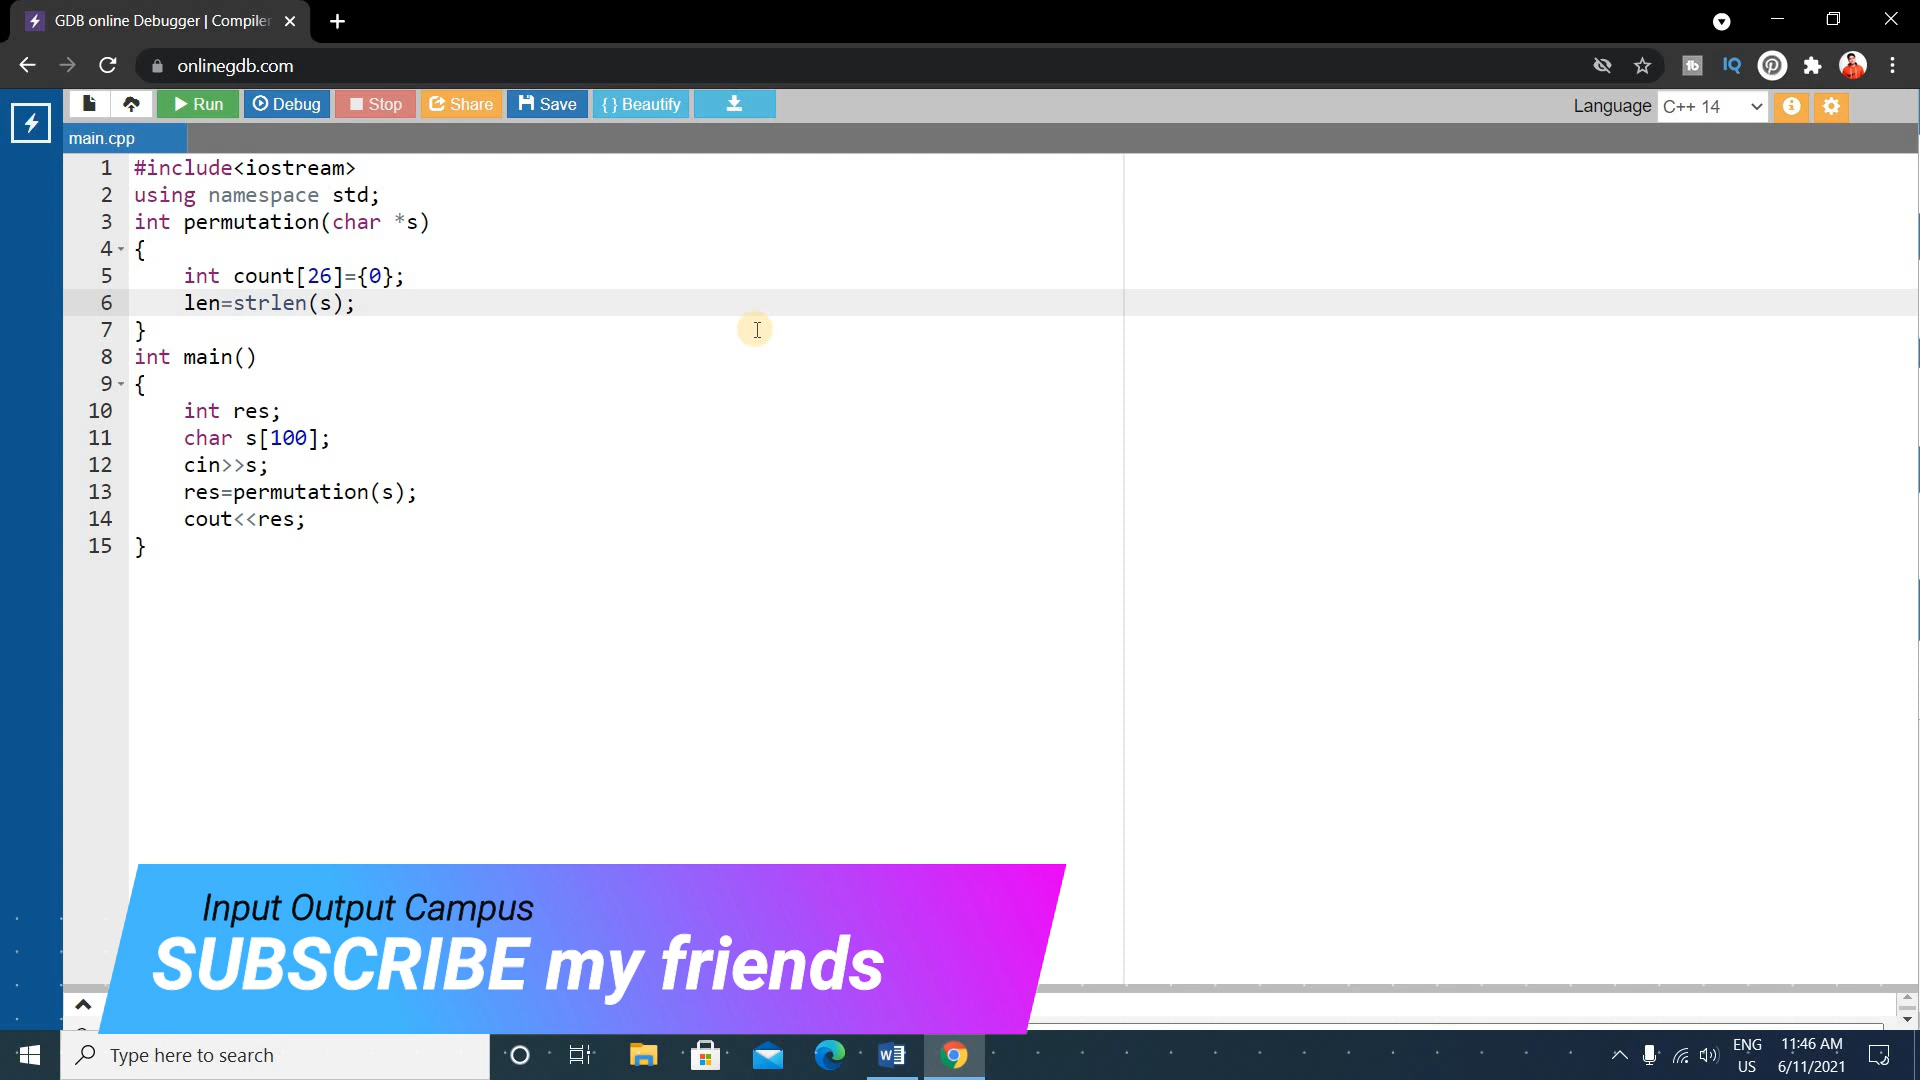 GDB online Debugger | Compiler
onlinegdb.com
IQ
Run Debug Stop Share Save { } Beautify Language C++ 14
main.cpp
1 #include<iostream>
2 using namespace std;
3 int permutation(char *s)
4 {
5 int count[26]={0};
6 len=strlen(s);
7 }
8 int main()
9 {
10 int res;
11 char s[100];
12 cin>>s;
13 res=permutation(s);
14 cout<<res;
15 }
Input Output Campus
SUBSCRIBE my friends
Type here to search
ENG
US
11:46 AM
6/11/2021